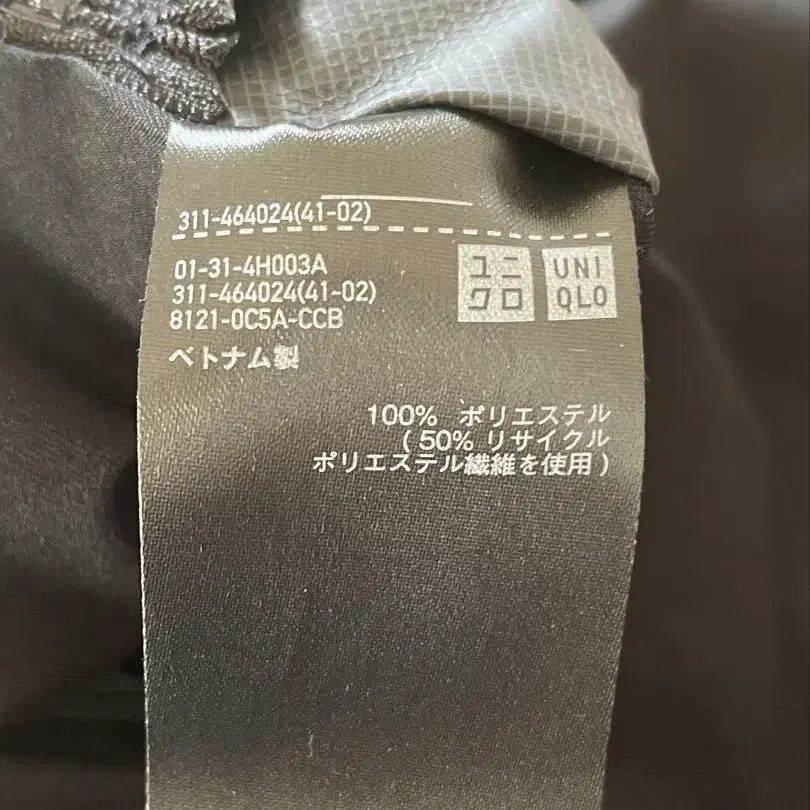 311-464024(41-02)
01-31-4H003A
311-464024(41-02)
8121-0C5A-CCB
ベトナム製
ユニ
クロ
UNI
QLO
100% ポリエステル
( 50% リサイクル
ポリエステル繊維を使用 )